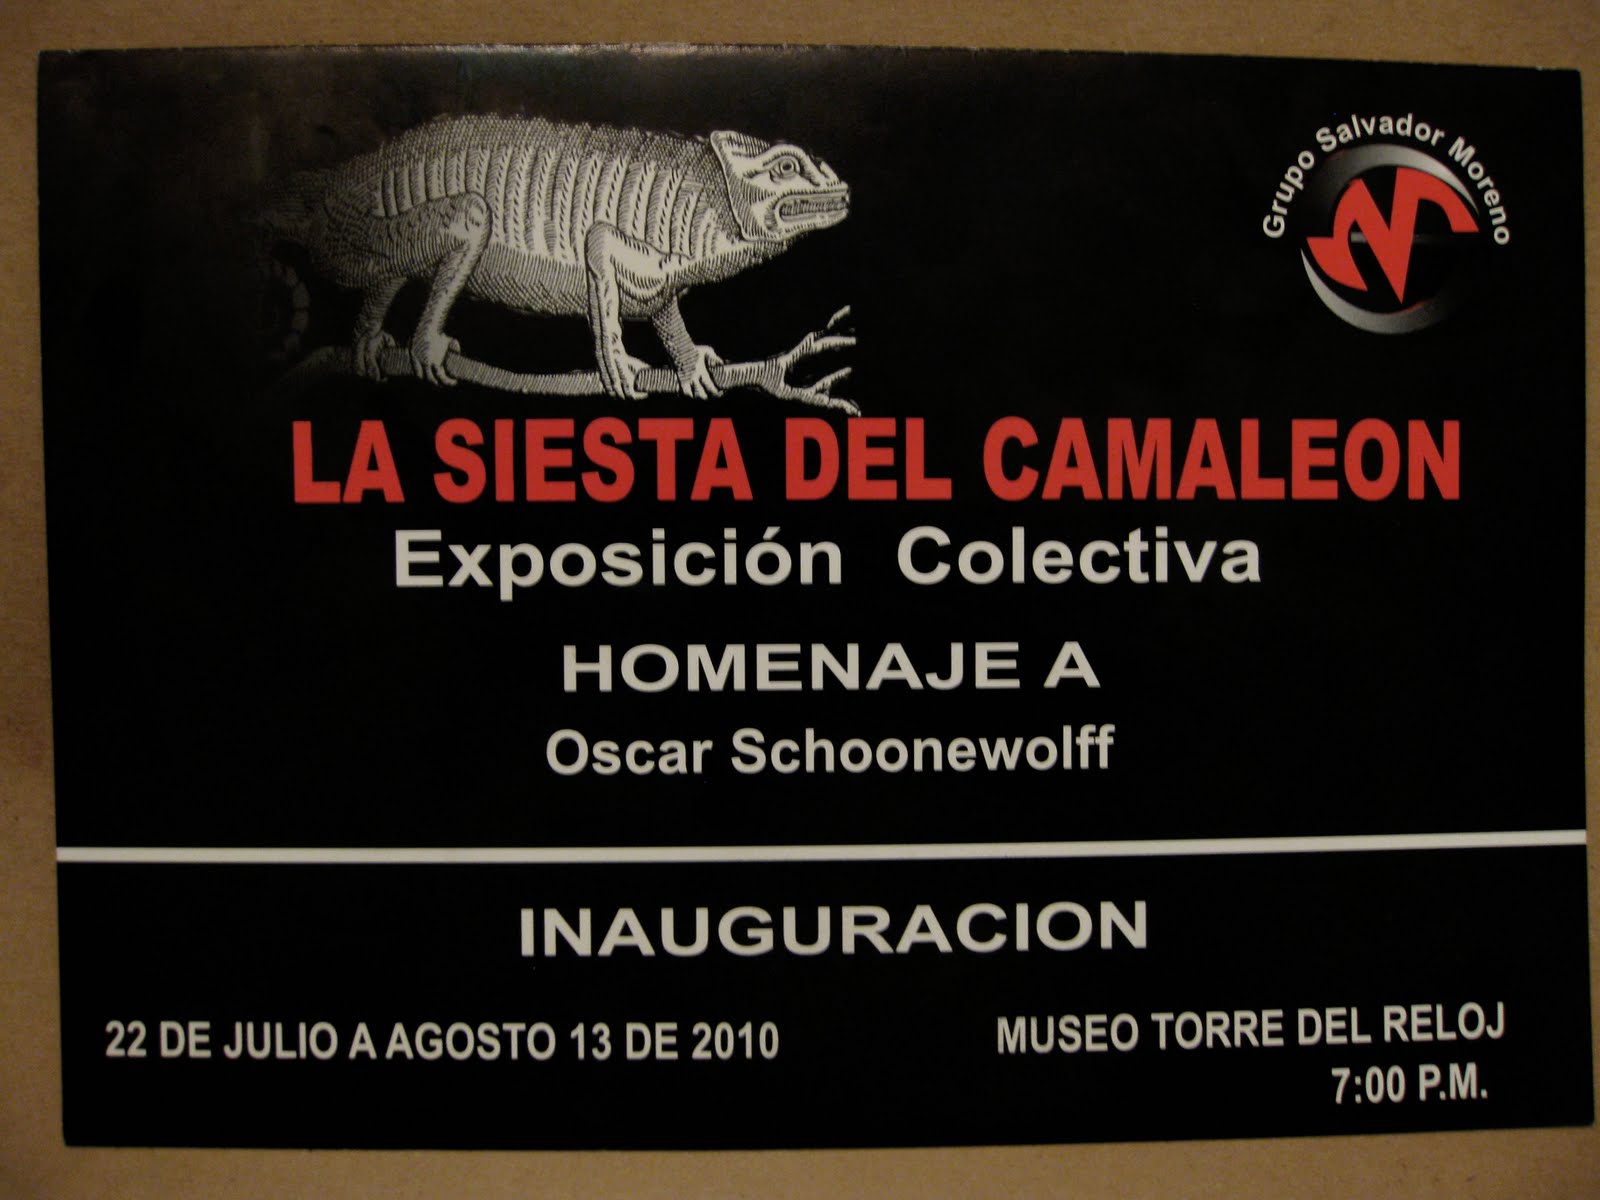 Grupo Salvador Moreno
LA SIESTA DEL CAMALEON
Exposición Colectiva
HOMENAJE A
Oscar Schoonewolff
INAUGURACION
22 DE JULIO A AGOSTO 13 DE 2010
MUSEO TORRE DEL RELOJ
7:00 P.M.